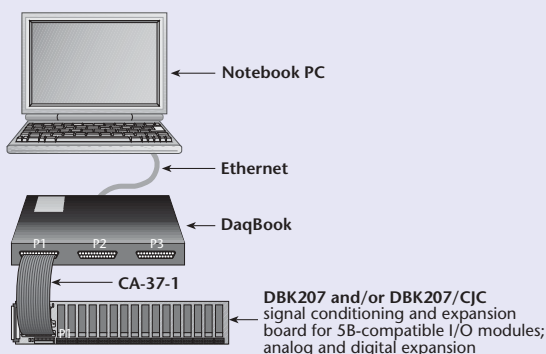 Notebook PC
Ethernet
DaqBook
P1 P2 P3
CA-37-1
P1
DBK207 and/or DBK207/CJC
signal conditioning and expansion
board for 5B-compatible I/O modules;
analog and digital expansion